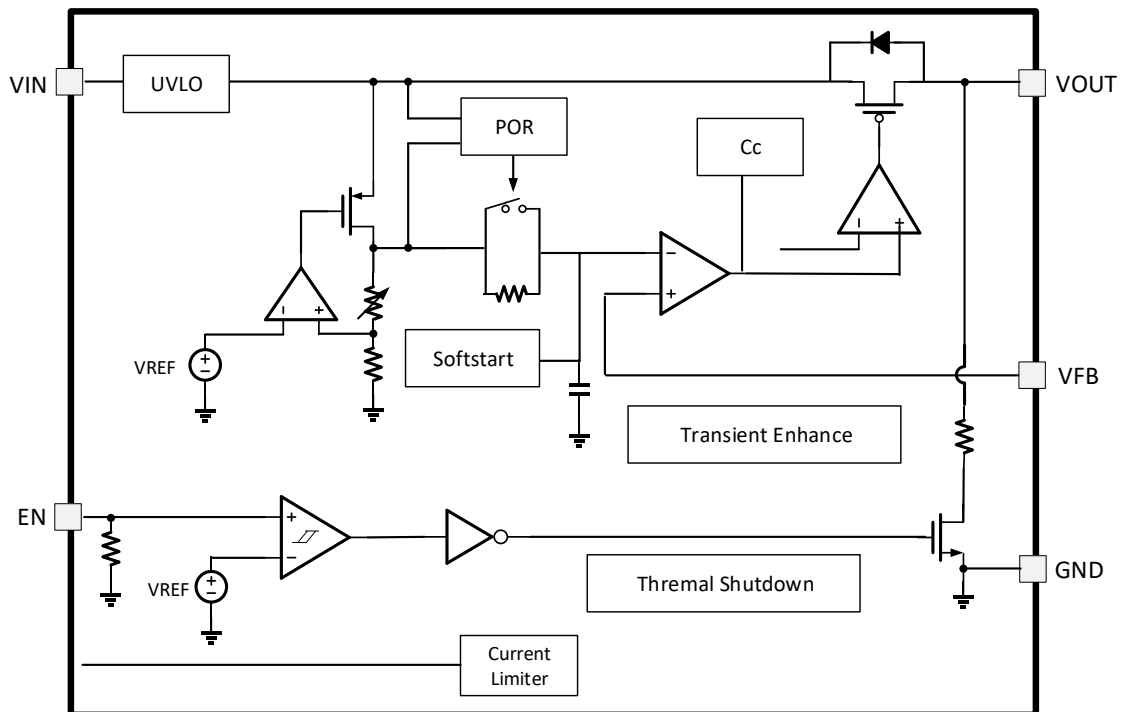 VIN
UVLO
VOUT
POR
Cc
VREF
Softstart
VFB
Transient Enhance
EN
VREF
Thremal Shutdown
GND
Current
Limiter